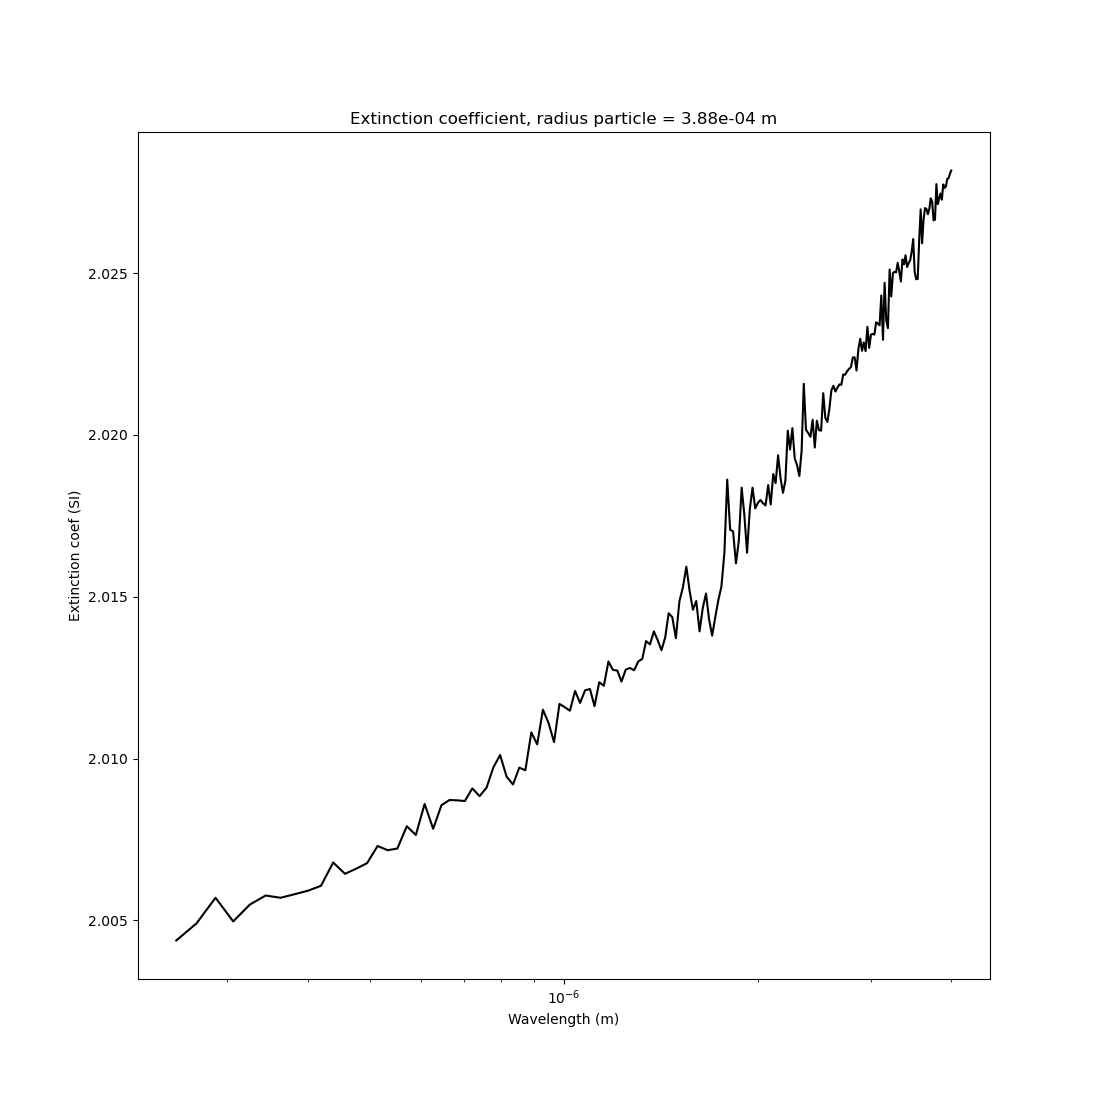 Extinction coefficient, radius particle = 3.88e-04 m
2.025
2.020
2.015
2.010
2.005
Extinction coef (SI)
10⁻⁶
Wavelength (m)